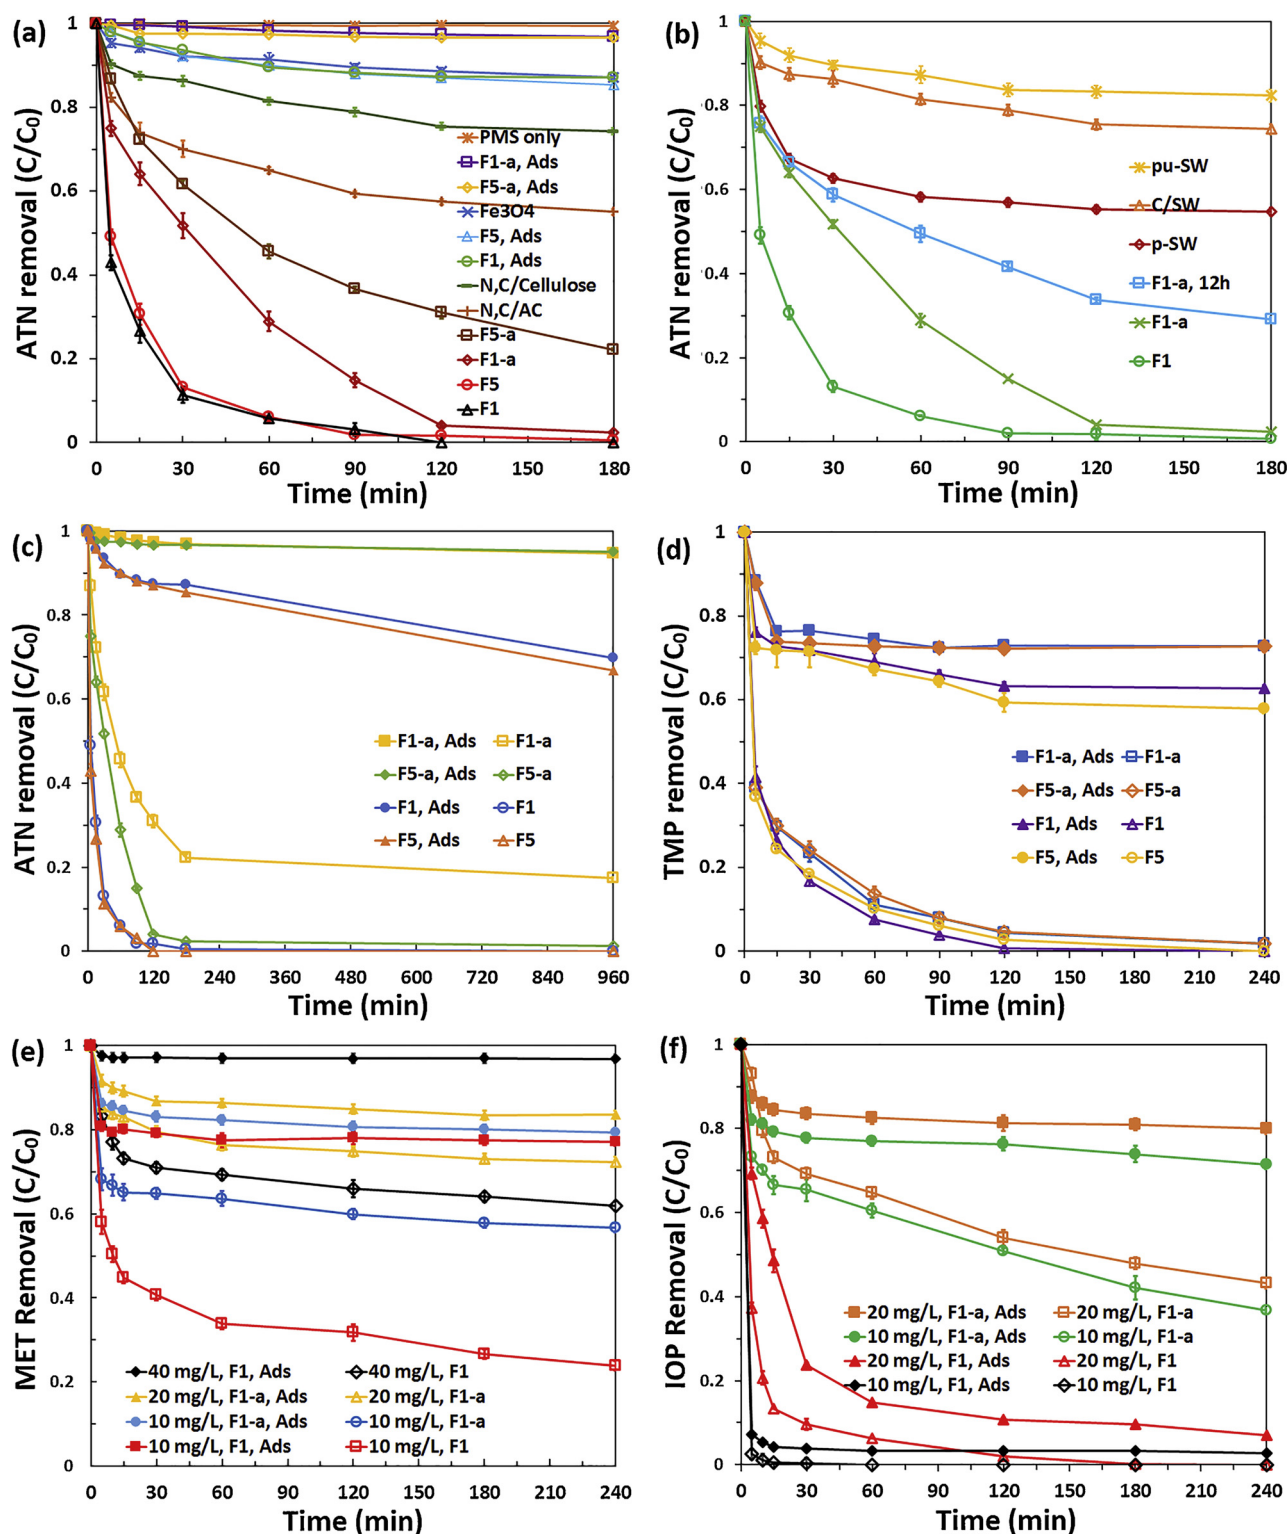 (a)
ATN removal (C/C₀)
1
0.8
0.6
0.4
0.2
0
PMS only
F1-a, Ads
F5-a, Ads
Fe3O4
F5, Ads
F1, Ads
N,C/Cellulose
N,C/AC
F5-a
F1-a
F5
F1
0 30 60 90 120 150 180
Time (min)
(b)
ATN removal (C/C₀)
1
0.8
0.6
0.4
0.2
0
pu-SW
C/SW
p-SW
F1-a, 12h
F1-a
F1
0 30 60 90 120 150 180
Time (min)
(c)
ATN removal (C/C₀)
1
0.8
0.6
0.4
0.2
0
F1-a, Ads F1-a
F5-a, Ads F5-a
F1, Ads F1
F5, Ads F5
0 120 240 360 480 600 720 840 960
Time (min)
(d)
TMP removal (C/C₀)
1
0.8
0.6
0.4
0.2
0
F1-a, Ads F1-a
F5-a, Ads F5-a
F1, Ads F1
F5, Ads F5
0 30 60 90 120 150 180 210 240
Time (min)
(e)
MET Removal (C/C₀)
1
0.8
0.6
0.4
0.2
0
40 mg/L, F1, Ads 40 mg/L, F1
20 mg/L, F1-a, Ads 20 mg/L, F1-a
10 mg/L, F1-a, Ads 10 mg/L, F1-a
10 mg/L, F1, Ads 10 mg/L, F1
0 30 60 90 120 150 180 210 240
Time (min)
(f)
IOP Removal (C/C₀)
1
0.8
0.6
0.4
0.2
0
20 mg/L, F1-a, Ads 20 mg/L, F1-a
10 mg/L, F1-a, Ads 10 mg/L, F1-a
20 mg/L, F1, Ads 20 mg/L, F1
10 mg/L, F1, Ads 10 mg/L, F1
0 30 60 90 120 150 180 210 240
Time (min)